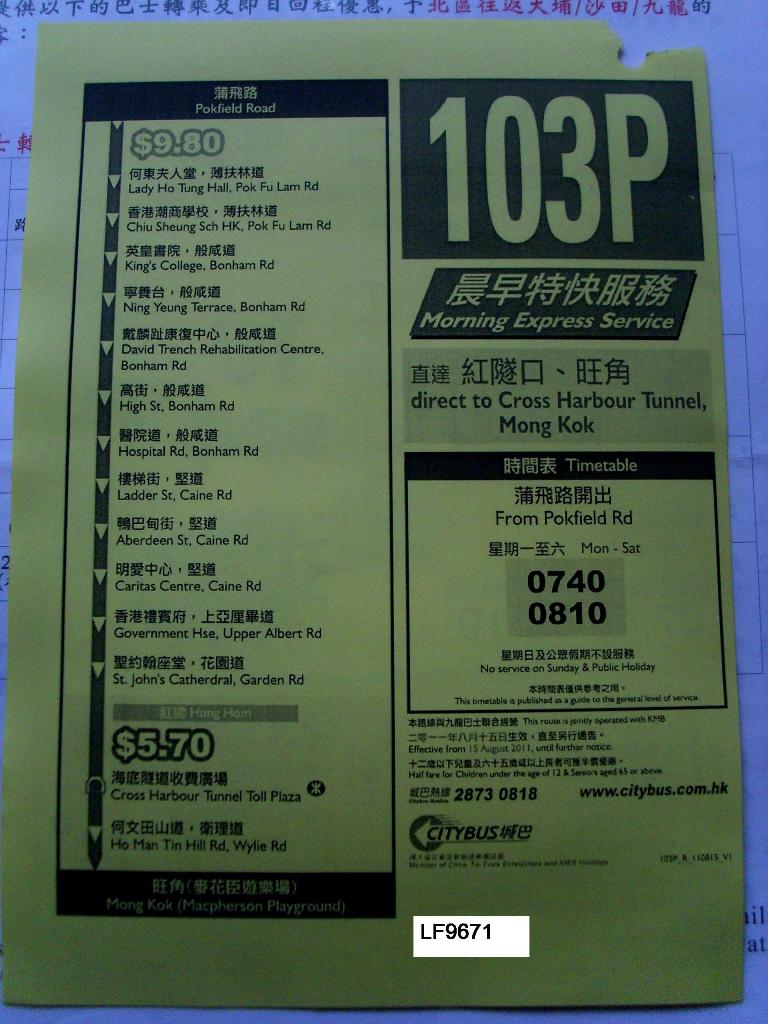 提供以下的巴士轉乘及即日回程優惠, 予北區往返大埔/沙田/九龍的
蒲飛路
Pokfield Road
$9.80
何東夫人堂，薄扶林道
Lady Ho Tung Hall, Pok Fu Lam Rd
香港潮商學校，薄扶林道
Chiu Sheung Sch HK, Pok Fu Lam Rd
英皇書院，般咸道
King's College, Bonham Rd
寧養台，般咸道
Ning Yeung Terrace, Bonham Rd
戴麟趾康復中心，般咸道
David Trench Rehabilitation Centre,
Bonham Rd
高街，般咸道
High St, Bonham Rd
醫院道，般咸道
Hospital Rd, Bonham Rd
樓梯街，堅道
Ladder St, Caine Rd
鴨巴甸街，堅道
Aberdeen St, Caine Rd
明愛中心，堅道
Caritas Centre, Caine Rd
香港禮賓府，上亞厘畢道
Government Hse, Upper Albert Rd
聖約翰座堂，花園道
St. John's Catherdral, Garden Rd
紅磡 Hung Hom
$5.70
海底隧道收費廣場
Cross Harbour Tunnel Toll Plaza
何文田山道，衛理道
Ho Man Tin Hill Rd, Wylie Rd
旺角(麥花臣遊樂場)
Mong Kok (Macpherson Playground)
103P
晨早特快服務
Morning Express Service
直達 紅隧口、旺角
direct to Cross Harbour Tunnel,
Mong Kok
時間表 Timetable
蒲飛路開出
From Pokfield Rd
星期一至六 Mon - Sat
0740
0810
星期日及公眾假期不設服務
No service on Sunday & Public Holiday
本時間表僅供參考之用。
This timetable is published as a guide to the general level of service.
本路線與九龍巴士聯合經營 This route is jointly operated with KMB
二零一一年八月十五日生效，直至另行通告。
Effective from 15 August 2011, until further notice.
十二歲以下兒童及六十五歲或以上長者可獲半價優惠。
Half fare for Children under the age of 12 & Seniors aged 65 or above.
城巴熱線 2873 0818 www.citybus.com.hk
Citybus Hotline
CITYBUS 城巴
Member of Chow Tai Fook Enterprises and NWS Holdings
103P_R_110815_V1
LF9671